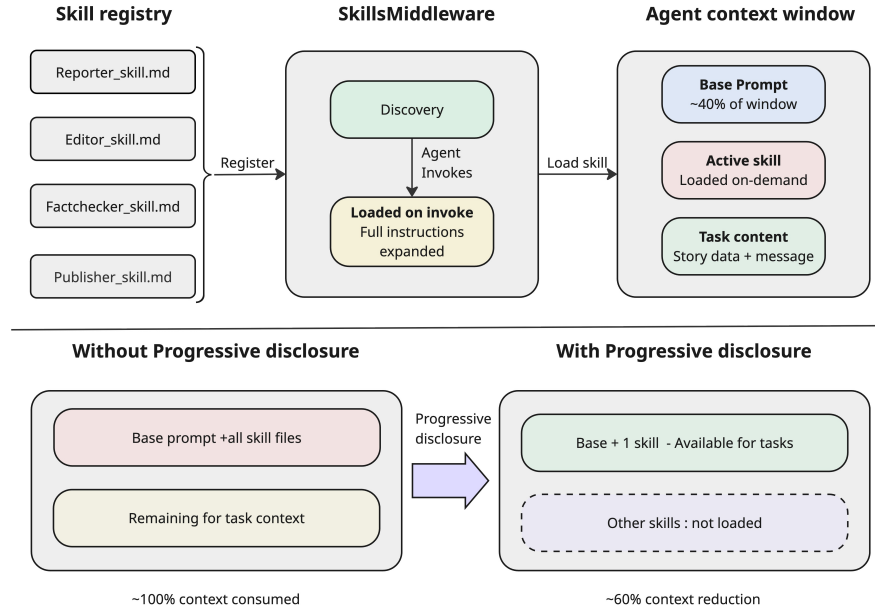 Skill registry
Reporter_skill.md
Editor_skill.md
Factchecker_skill.md
Publisher_skill.md
Register
SkillsMiddleware
Discovery
Agent
Invokes
Loaded on invoke
Full instructions
expanded
Load skill
Agent context window
Base Prompt
~40% of window
Active skill
Loaded on-demand
Task content
Story data + message
Without Progressive disclosure
Base prompt +all skill files
Remaining for task context
~100% context consumed
Progressive
disclosure
With Progressive disclosure
Base + 1 skill - Available for tasks
Other skills : not loaded
~60% context reduction